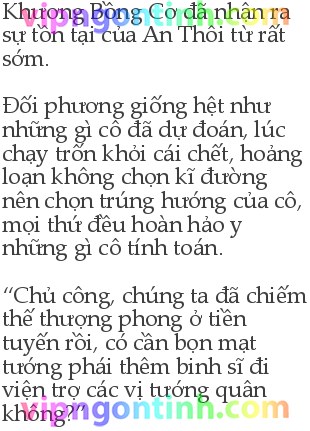 vipngontinh.com
Khương Bồng Cơ đã nhận ra
sự tồn tại của An Thôi từ rất
sớm.
Đối phương giống hệt như
những gì cô đã dự đoán, lúc
chạy trốn khỏi cái chết, hoảng
loạn không chọn kĩ đường
nên chọn trúng hướng của cô,
mọi thứ đều hoàn hảo y
những gì cô tính toán.
“Chủ công, chúng ta đã chiếm
thế thượng phong ở tiền
tuyến rồi, có cần bọn mạt
tướng phái thêm binh sĩ đi
viện trợ các vị tướng quân
không?”
vipngontinh.com